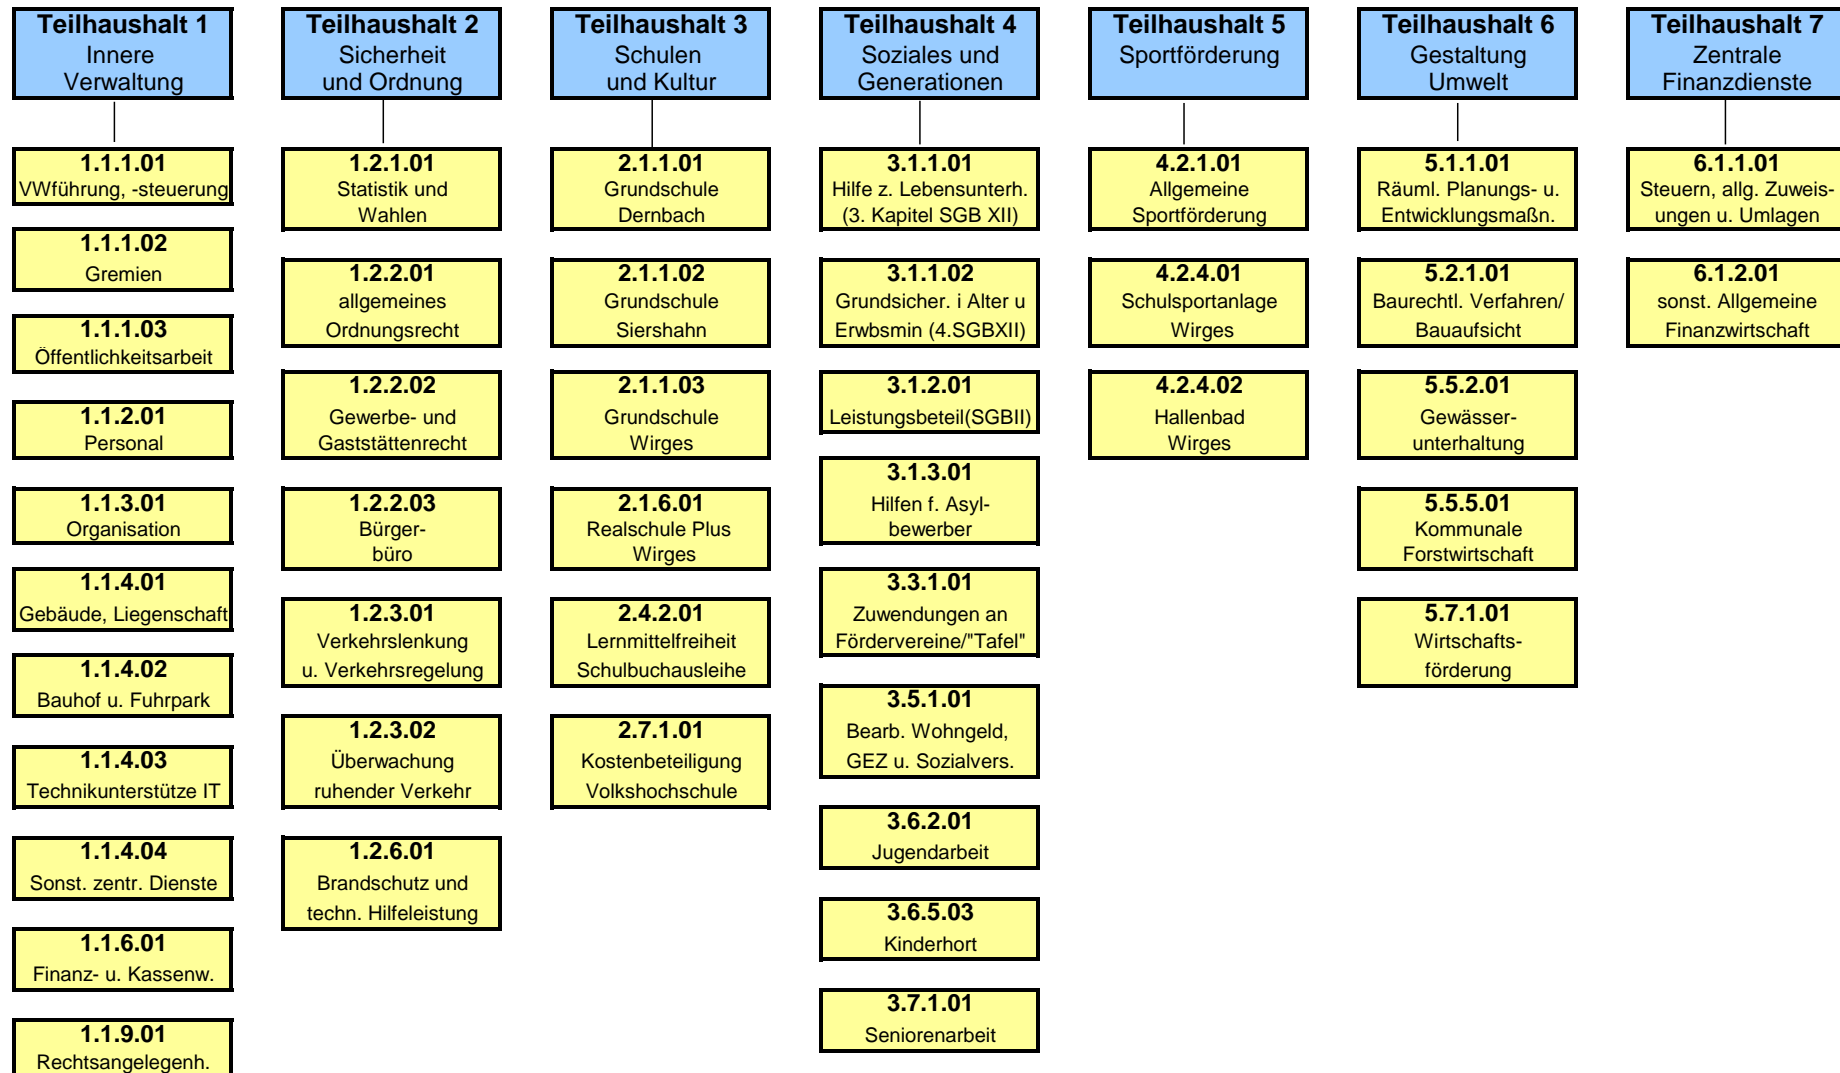 Teilhaushalt 1
Innere
Verwaltung
1.1.1.01
VWführung, -steuerung
1.1.1.02
Gremien
1.1.1.03
Öffentlichkeitsarbeit
1.1.2.01
Personal
1.1.3.01
Organisation
1.1.4.01
Gebäude, Liegenschaft
1.1.4.02
Bauhof u. Fuhrpark
1.1.4.03
Technikunterstütze IT
1.1.4.04
Sonst. zentr. Dienste
1.1.6.01
Finanz- u. Kassenw.
1.1.9.01
Rechtsangelegenh.
Teilhaushalt 2
Sicherheit
und Ordnung
1.2.1.01
Statistik und
Wahlen
1.2.2.01
allgemeines
Ordnungsrecht
1.2.2.02
Gewerbe- und
Gaststättenrecht
1.2.2.03
Bürger-
büro
1.2.3.01
Verkehrslenkung
u. Verkehrsregelung
1.2.3.02
Überwachung
ruhender Verkehr
1.2.6.01
Brandschutz und
techn. Hilfeleistung
Teilhaushalt 3
Schulen
und Kultur
2.1.1.01
Grundschule
Dernbach
2.1.1.02
Grundschule
Siershahn
2.1.1.03
Grundschule
Wirges
2.1.6.01
Realschule Plus
Wirges
2.4.2.01
Lernmittelfreiheit
Schulbuchausleihe
2.7.1.01
Kostenbeteiligung
Volkshochschule
Teilhaushalt 4
Soziales und
Generationen
3.1.1.01
Hilfe z. Lebensunterh.
(3. Kapitel SGB XII)
3.1.1.02
Grundsicher. i Alter u
Erwbsmin (4.SGBXII)
3.1.2.01
Leistungsbeteil(SGBII)
3.1.3.01
Hilfen f. Asyl-
bewerber
3.3.1.01
Zuwendungen an
Fördervereine/"Tafel"
3.5.1.01
Bearb. Wohngeld,
GEZ u. Sozialvers.
3.6.2.01
Jugendarbeit
3.6.5.03
Kinderhort
3.7.1.01
Seniorenarbeit
Teilhaushalt 5
Sportförderung
4.2.1.01
Allgemeine
Sportförderung
4.2.4.01
Schulsportanlage
Wirges
4.2.4.02
Hallenbad
Wirges
Teilhaushalt 6
Gestaltung
Umwelt
5.1.1.01
Räuml. Planungs- u.
Entwicklungsmaßn.
5.2.1.01
Baurechtl. Verfahren/
Bauaufsicht
5.5.2.01
Gewässer-
unterhaltung
5.5.5.01
Kommunale
Forstwirtschaft
5.7.1.01
Wirtschafts-
förderung
Teilhaushalt 7
Zentrale
Finanzdienste
6.1.1.01
Steuern, allg. Zuweis-
ungen u. Umlagen
6.1.2.01
sonst. Allgemeine
Finanzwirtschaft